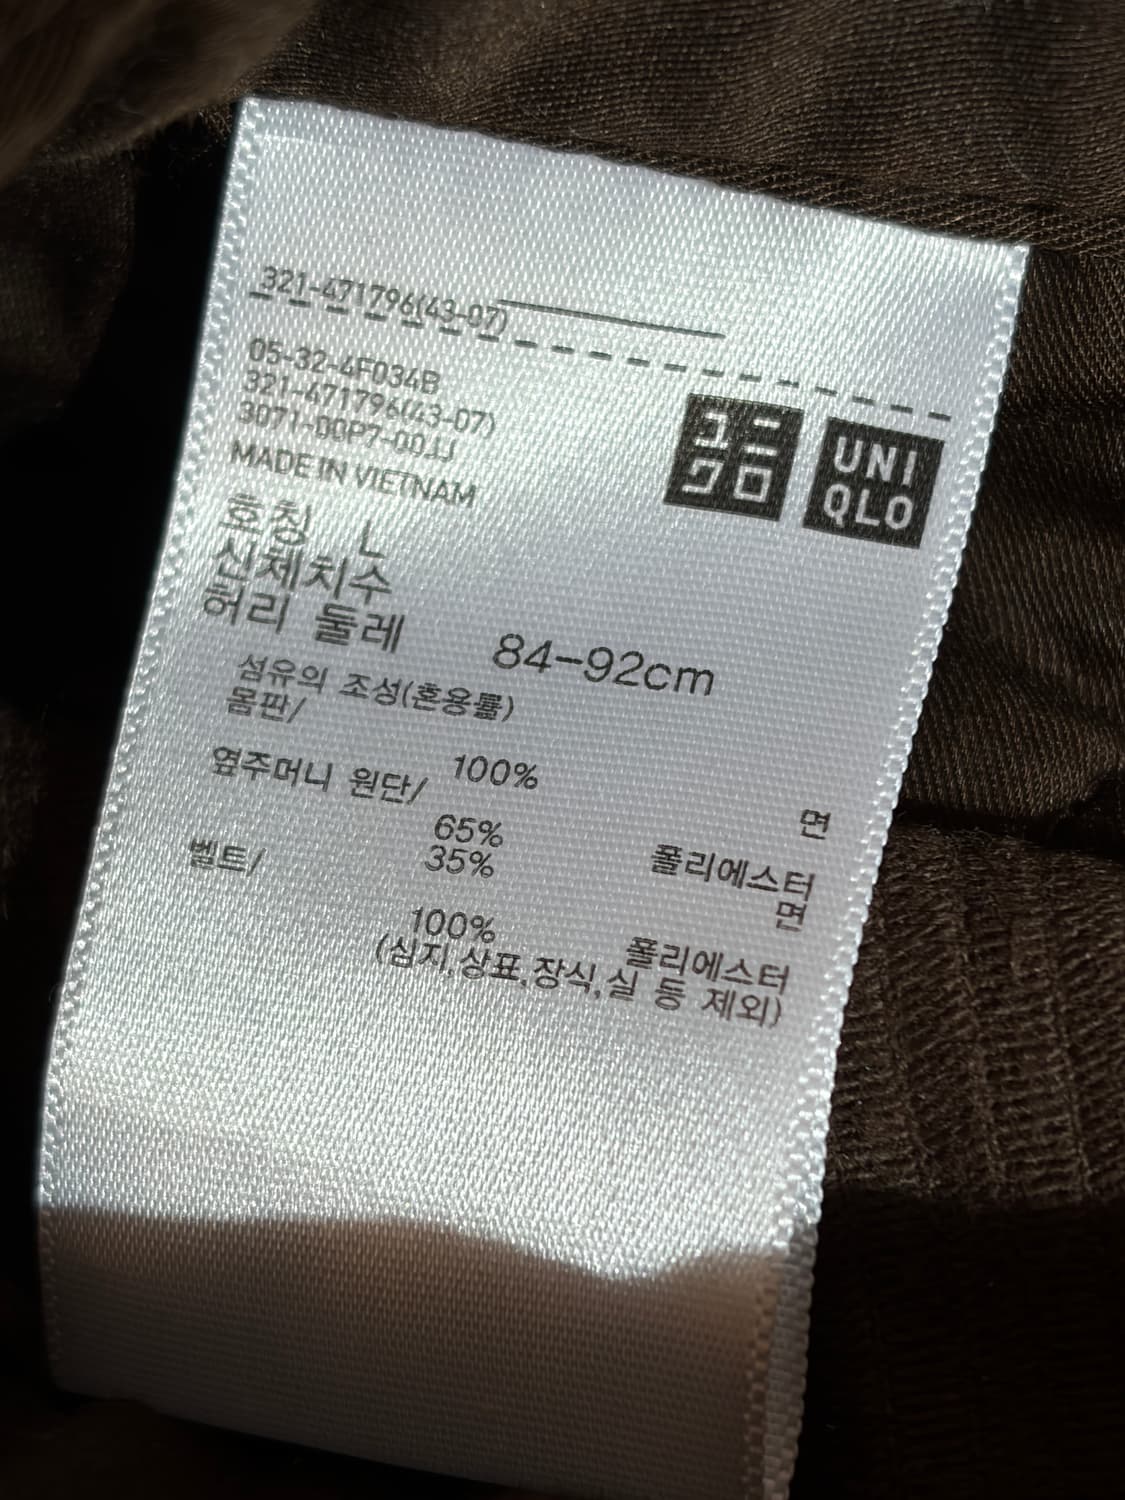 321-471796(43-07)
05-32-4F034B
321-471796(43-07)
3071-00P7-00JJ
MADE IN VIETNAM
ユニ
クロ
UNI
QLO
호칭 L
신체치수
허리 둘레 84-92cm
섬유의 조성(혼용률)
몸판/
100% 면
옆주머니 원단/
65% 폴리에스터
35% 면
벨트/
100% 폴리에스터
(심지,상표,장식,실 등 제외)